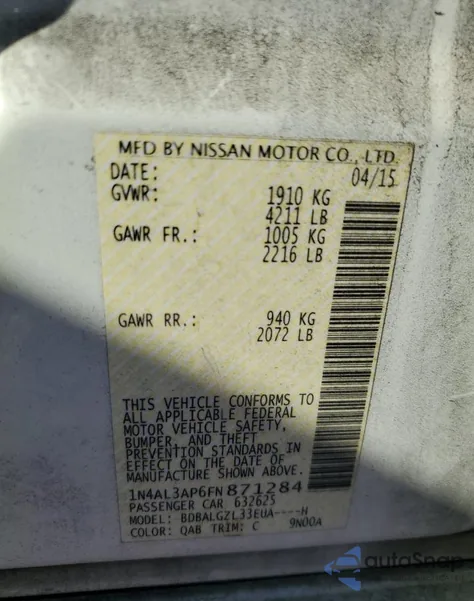 MFD BY NISSAN MOTOR CO., LTD.
DATE: 04/15
GVWR: 1910 KG
4211 LB
GAWR FR.: 1005 KG
2216 LB
GAWR RR.: 940 KG
2072 LB
THIS VEHICLE CONFORMS TO
ALL APPLICABLE FEDERAL
MOTOR VEHICLE SAFETY,
BUMPER, AND THEFT
PREVENTION STANDARDS IN
EFFECT ON THE DATE OF
MANUFACTURE SHOWN ABOVE.
1N4AL3AP6FN871284
PASSENGER CAR 632625
MODEL: BDBALGZL33EUA----H
COLOR: QAB TRIM: C 9N00A
autoSnap